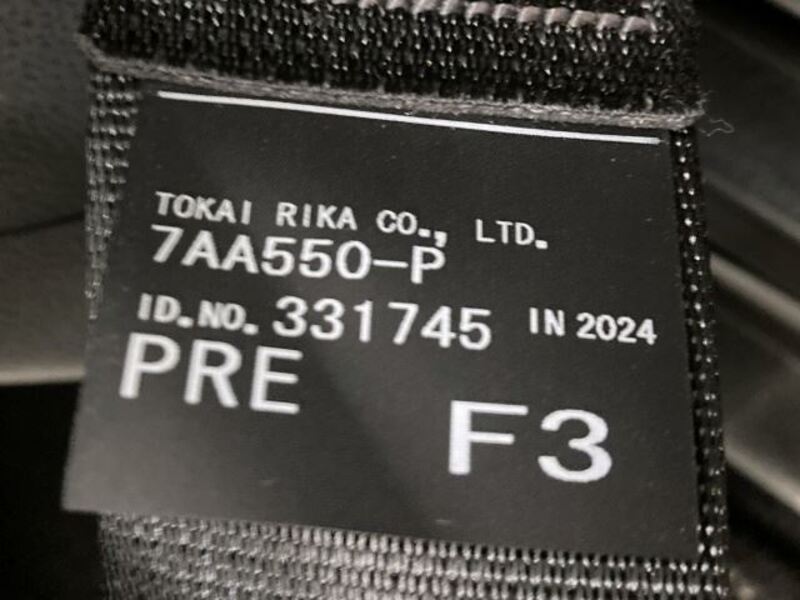 TOKAI RIKA CO., LTD.
7AA550-P
ID.NO. 331745 IN 2024
PRE
F3